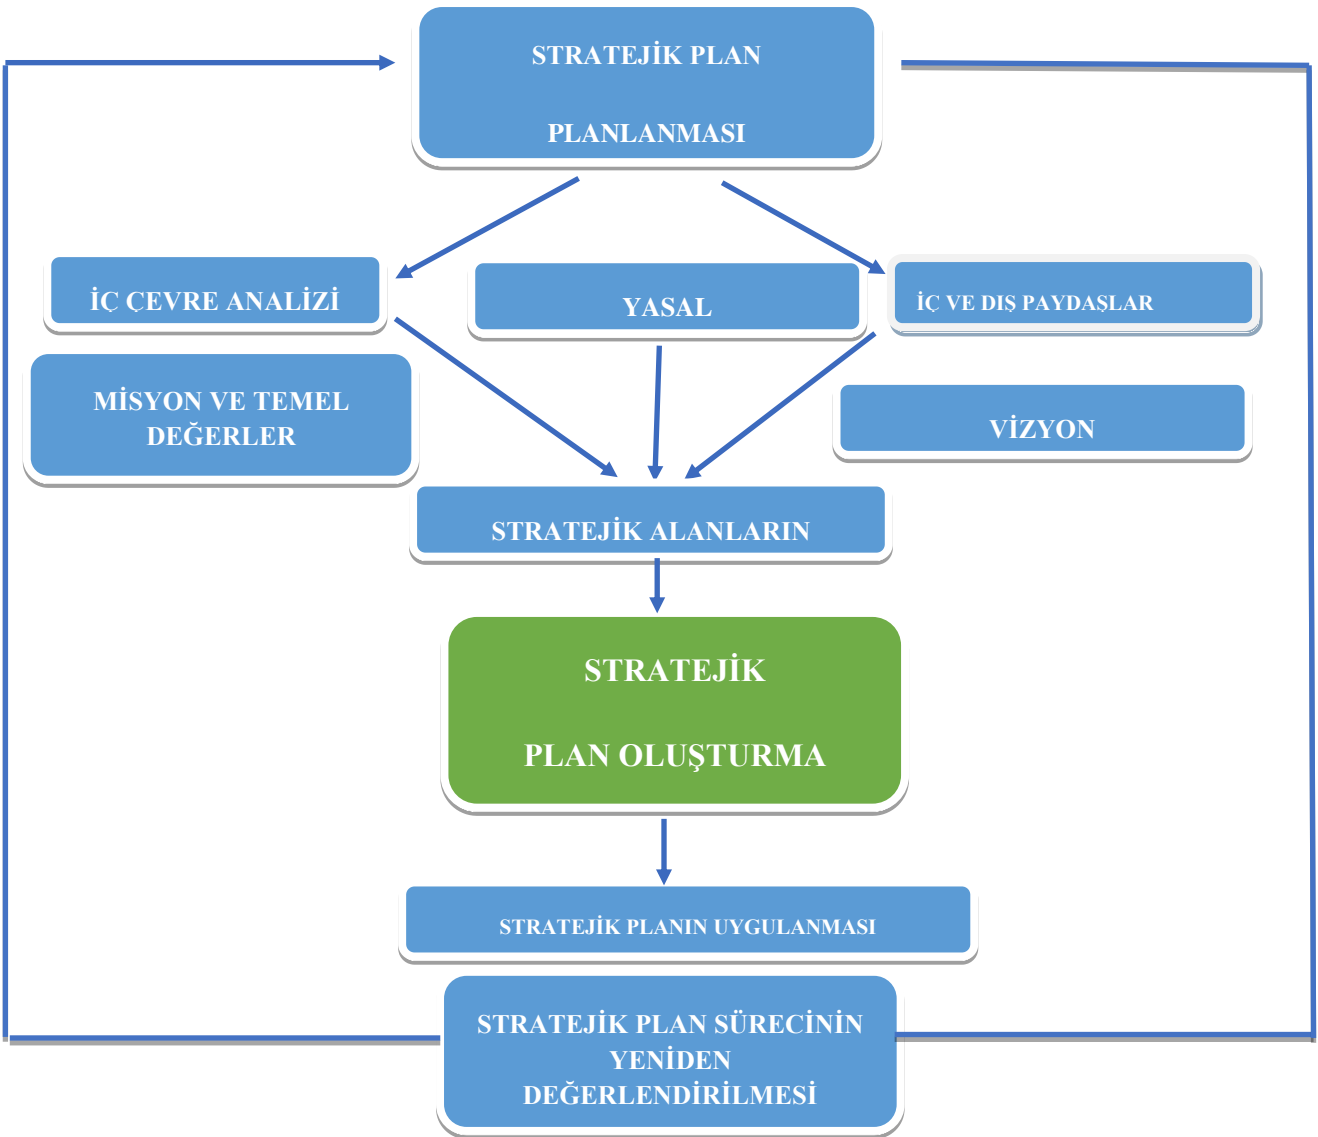 STRATEJİK PLAN
PLANLANMASI
İÇ ÇEVRE ANALİZİ
YASAL
İÇ VE DIŞ PAYDAŞLAR
MİSYON VE TEMEL
DEĞERLER
VİZYON
STRATEJİK ALANLARIN
STRATEJİK
PLAN OLUŞTURMA
STRATEJİK PLANIN UYGULANMASI
STRATEJİK PLAN SÜRECİNİN
YENİDEN
DEĞERLENDİRİLMESİ